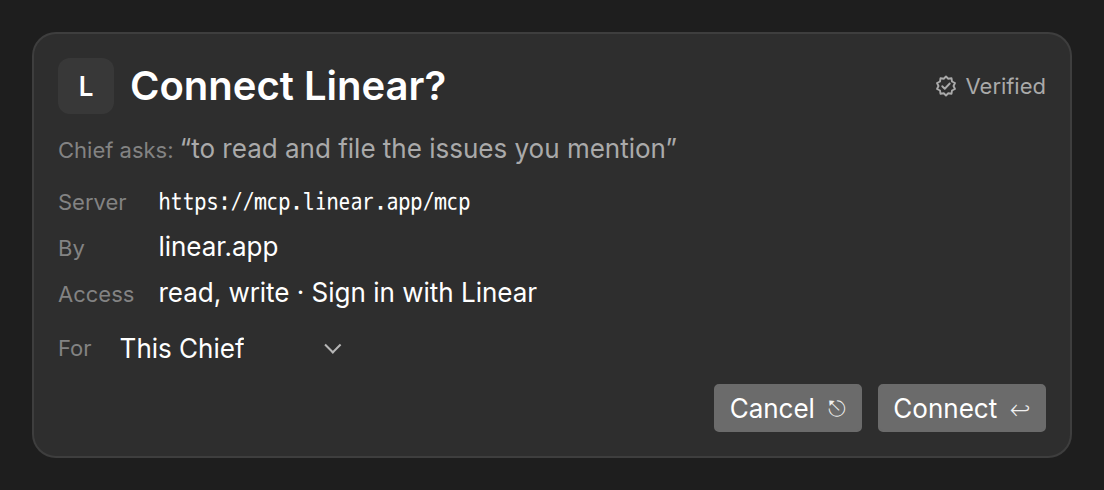 L Connect Linear? Verified
Chief asks: “to read and file the issues you mention”
Server https://mcp.linear.app/mcp
By linear.app
Access read, write · Sign in with Linear
For This Chief
Cancel Connect